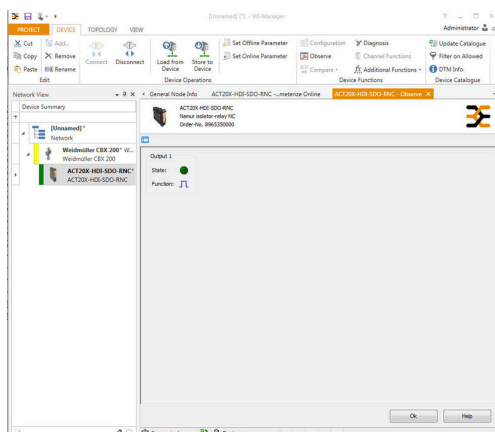 [Unnamed] (*) - WI-Manager
PROJECT DEVICE TOPOLOGY VIEW
Administrator
Cut
Copy
Paste
Add...
Remove
Rename
Edit
Connect
Disconnect
Load from Device
Store to Device
Device Operations
Set Offline Parameter
Set Online Parameter
Configuration
Observe
Compare
Diagnosis
Channel Functions
Additional Functions
Device Functions
Update Catalogue
Filter on Allowed
DTM Info
Device Catalogue
Network View
General Node Info
ACT20X-HDI-SDO-RNC -...meterize Online
ACT20X-HDI-SDO-RNC - Observe
Device Summary
[Unnamed]*
Network
Weidmuller CBX 200* W...
Weidmüller CBX 200
ACT20X-HDI-SDO-RNC*
ACT20X-HDI-SDO-RNC
ACT20X-HDI-SDO-RNC
Namur isolator-relay NC
Order-No. 8965350000
Output 1
State:
Function:
Ok
Help